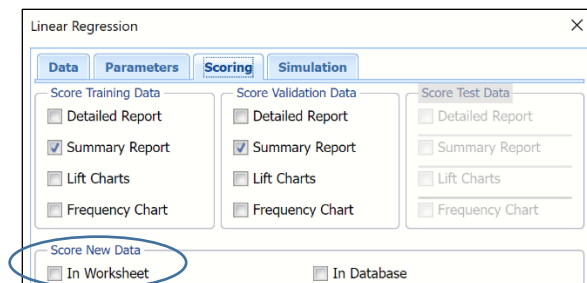 Linear Regression
Data Parameters Scoring Simulation
Score Training Data Score Validation Data Score Test Data
Detailed Report Detailed Report Detailed Report
Summary Report Summary Report Summary Report
Lift Charts Lift Charts Lift Charts
Frequency Chart Frequency Chart Frequency Chart
Score New Data
In Worksheet In Database